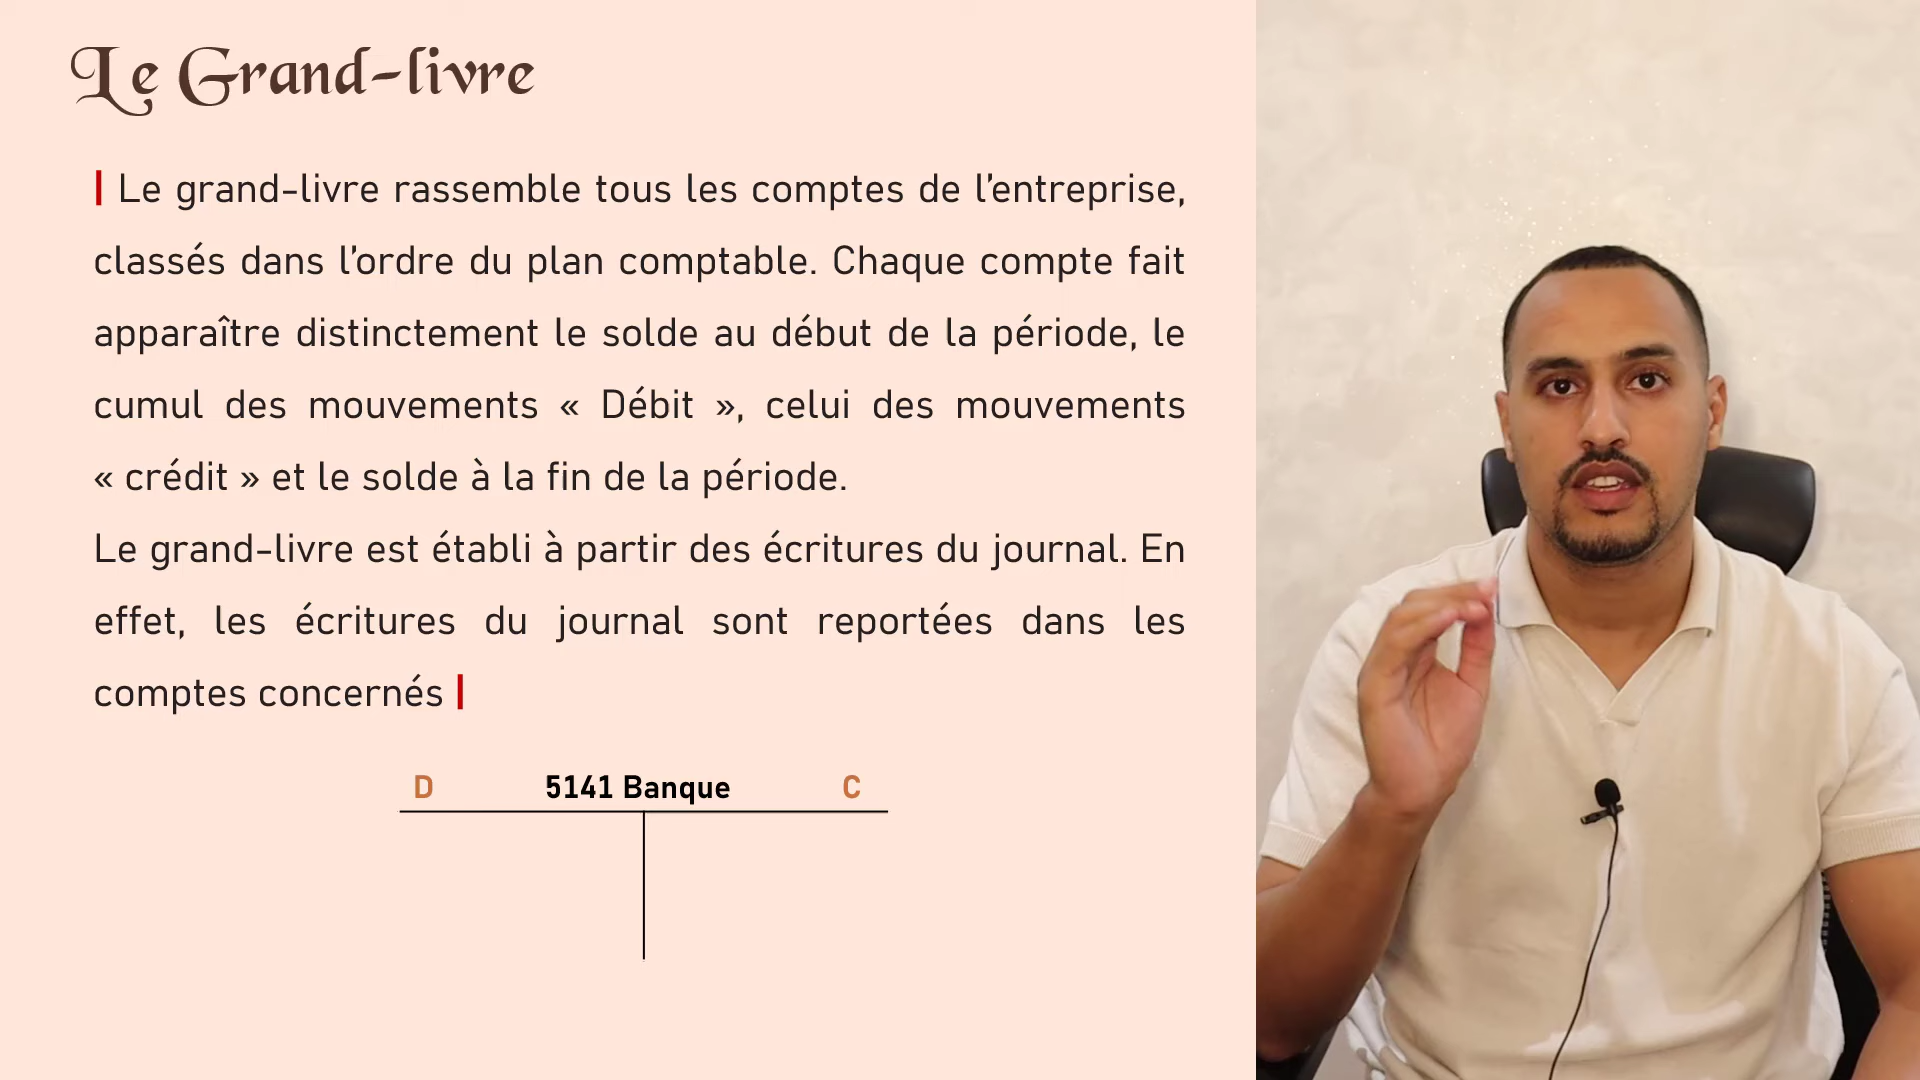 Le Grand-livre
Le grand-livre rassemble tous les comptes de l’entreprise,
classés dans l’ordre du plan comptable. Chaque compte fait
apparaître distinctement le solde au début de la période, le
cumul des mouvements « Débit », celui des mouvements
« crédit » et le solde à la fin de la période.
Le grand-livre est établi à partir des écritures du journal. En
effet, les écritures du journal sont reportées dans les
comptes concernés
D 5141 Banque C